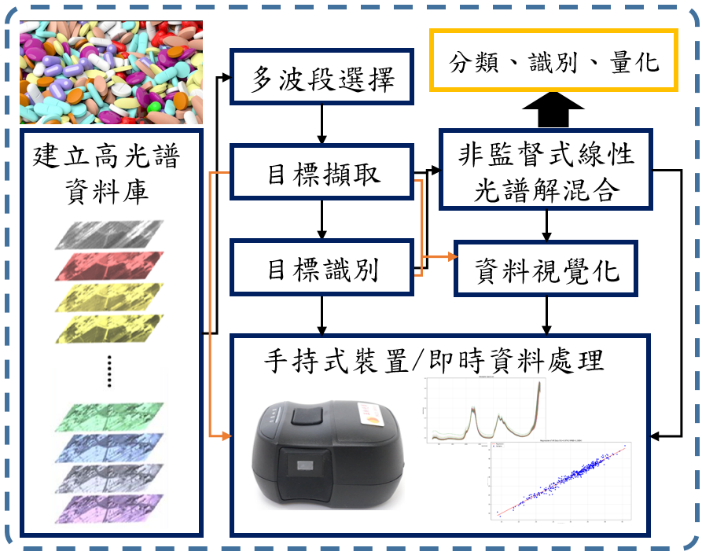 建立高光譜
資料庫
多波段選擇
目標擷取
目標識別
分類、識別、量化
非監督式線性
光譜解混合
資料視覺化
手持式裝置/即時資料處理